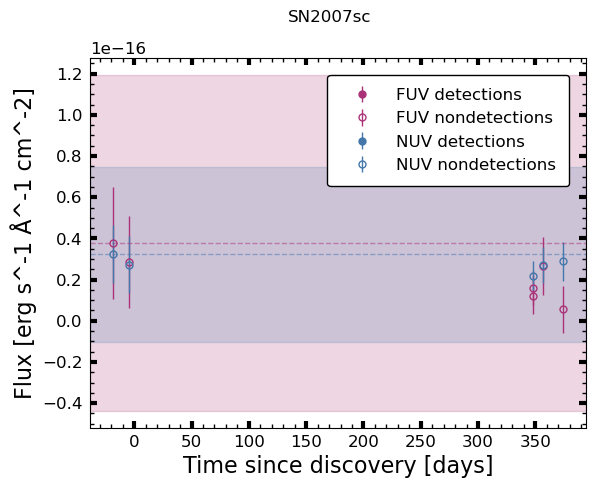 SN2007sc
1e−16
FUV detections
FUV nondetections
NUV detections
NUV nondetections
1.2
1.0
0.8
0.6
0.4
0.2
0.0
−0.2
−0.4
Flux [erg s^-1 Å^-1 cm^-2]
0 50 100 150 200 250 300 350
Time since discovery [days]